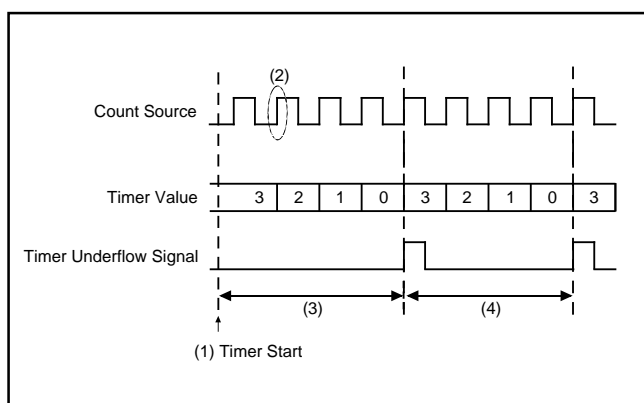 (2)
Count Source
Timer Value 3 2 1 0 3 2 1 0 3
Timer Underflow Signal
(3) (4)
(1) Timer Start